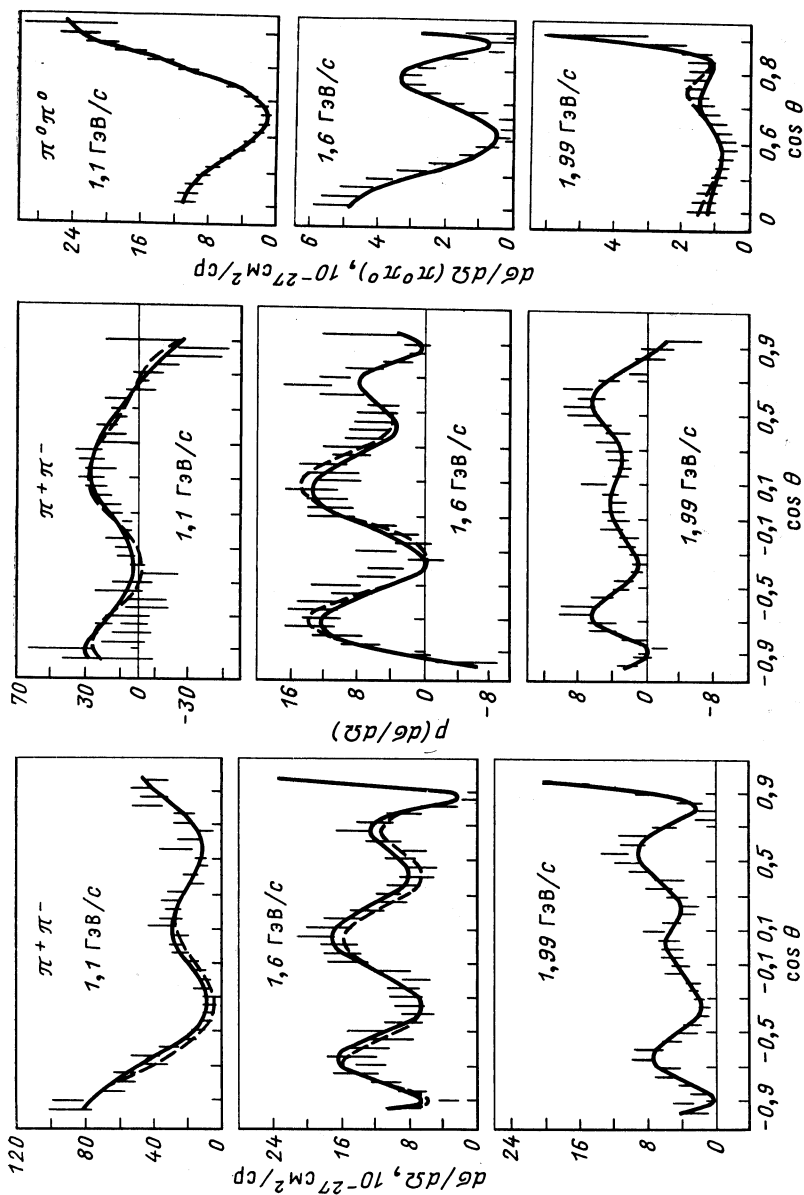 π⁺π⁻
1,1 ГэВ/c
120
80
40
0
1,6 ГэВ/c
16
8
0
dσ/dΩ, 10⁻²⁷ см²/ср
1,99 ГэВ/c
24
16
8
0
-0,9 -0,5 -0,1 0,1 0,5 0,9
cos θ
π⁺π⁻
1,1 ГэВ/c
70
30
0
-30
p(dσ/dΩ)
1,6 ГэВ/c
16
8
0
-8
1,99 ГэВ/c
8
0
-8
-0,9 -0,5 -0,1 0,1 0,5 0,9
cos θ
π⁰π⁰
1,1 ГэВ/c
24
16
8
0
dσ/dΩ(π⁰π⁰), 10⁻²⁷ см²/ср
1,6 ГэВ/c
6
4
2
0
1,99 ГэВ/c
4
2
0
0 0,6 0,8
cos θ